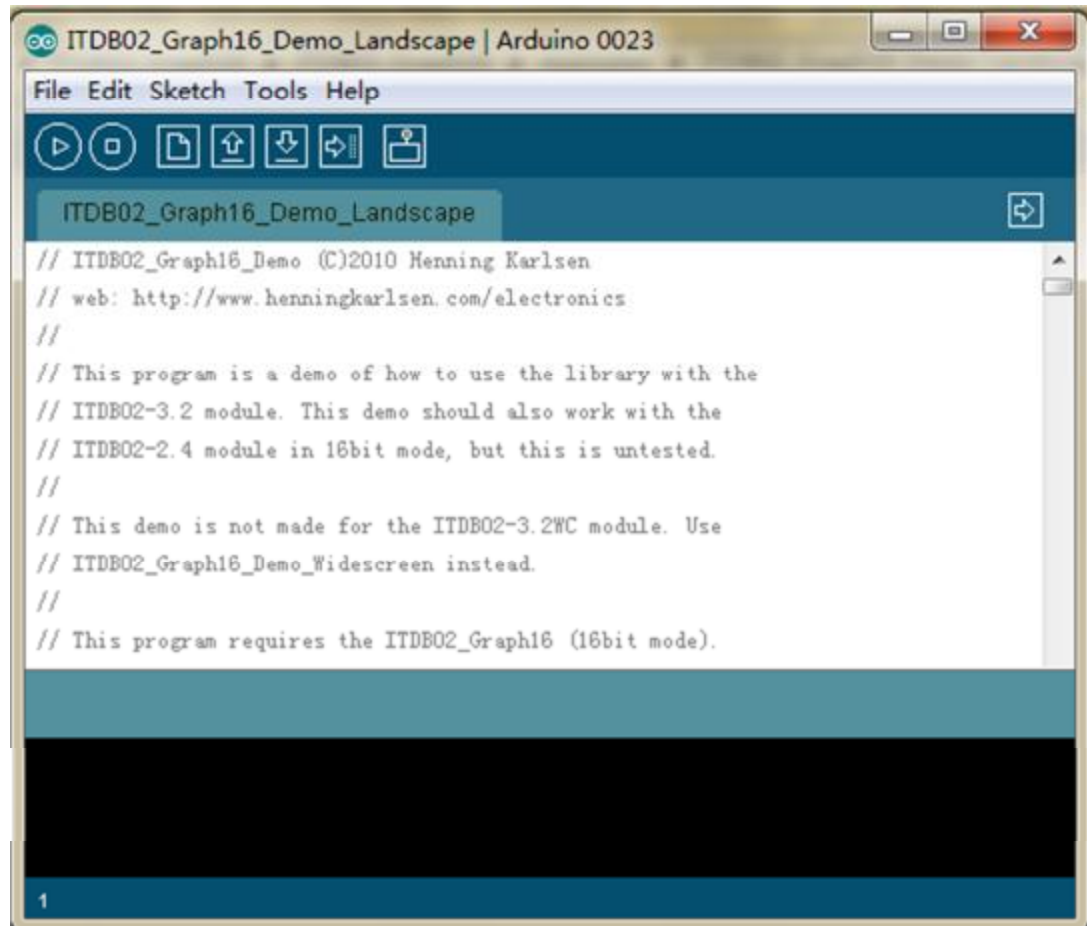 ITDB02_Graph16_Demo_Landscape | Arduino 0023
File Edit Sketch Tools Help
ITDB02_Graph16_Demo_Landscape
// ITDB02_Graph16_Demo (C)2010 Henning Karlsen
// web: http://www.henningkarlsen.com/electronics
//
// This program is a demo of how to use the library with the
// ITDB02-3.2 module. This demo should also work with the
// ITDB02-2.4 module in 16bit mode, but this is untested.
//
// This demo is not made for the ITDB02-3.2WC module. Use
// ITDB02_Graph16_Demo_Widescreen instead.
//
// This program requires the ITDB02_Graph16 (16bit mode).
1